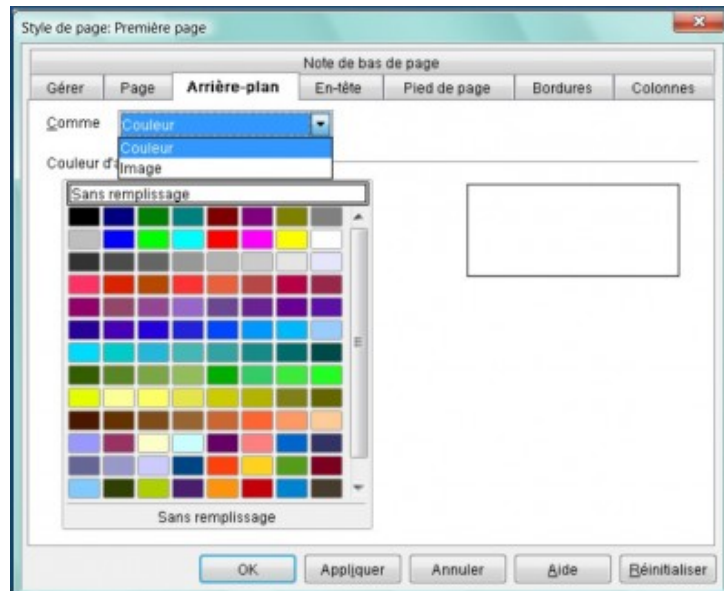 Style de page: Première page
Note de bas de page
Gérer Page Arrière-plan En-tête Pied de page Bordures Colonnes
Comme Couleur
Couleur
Couleur d'
Image
Sans remplissage
Sans remplissage
OK Appliquer Annuler Aide Réinitialiser